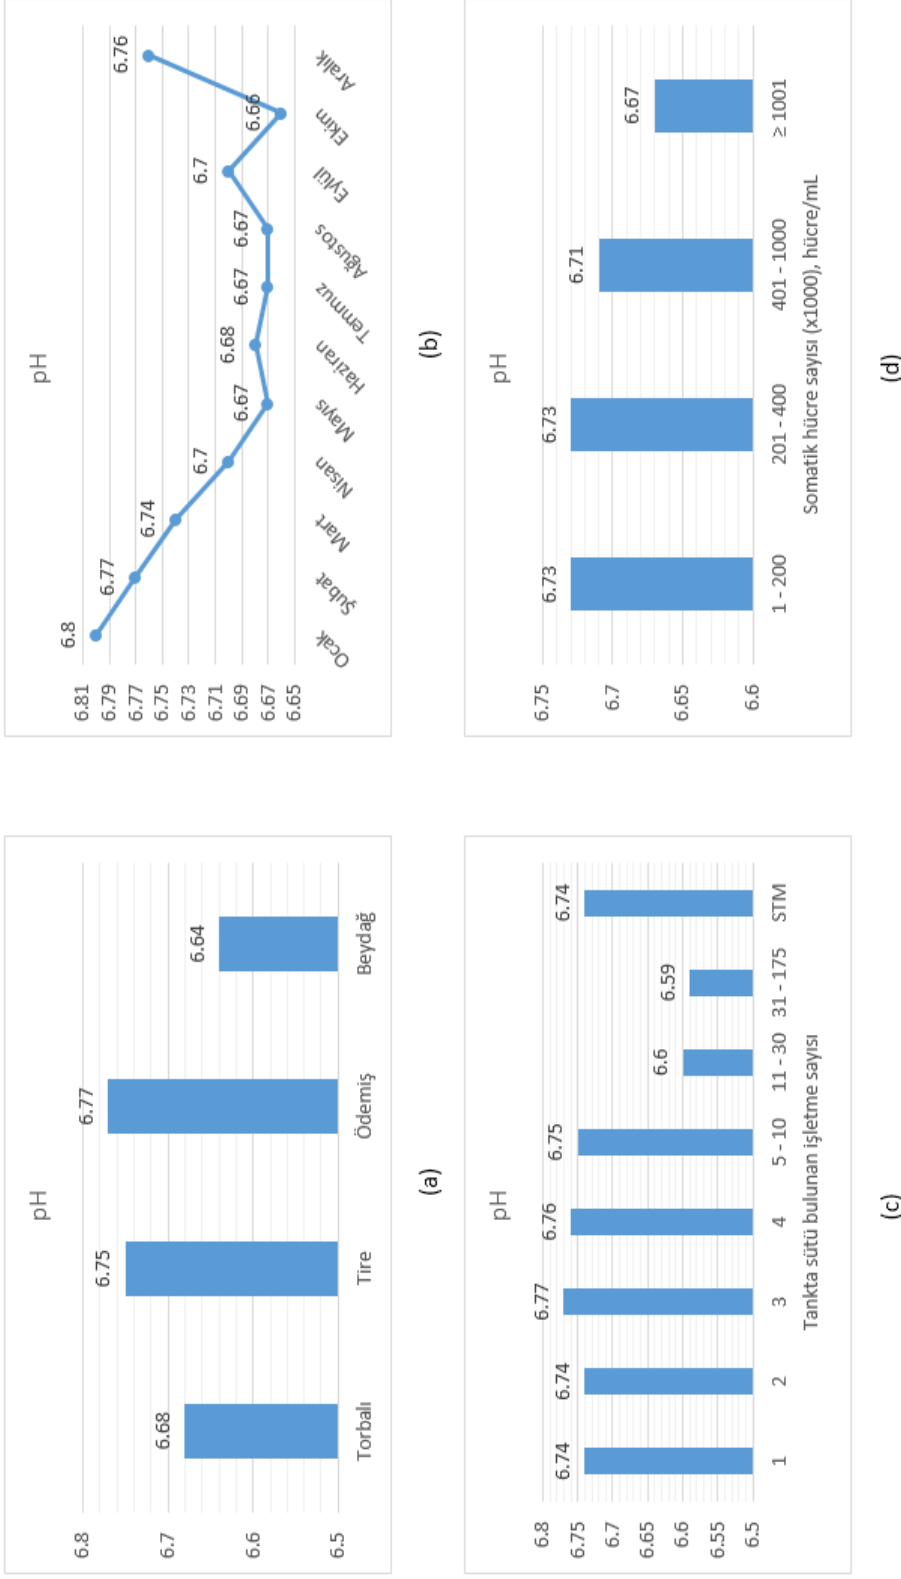 pH
6.8
6.7
6.6
6.5
6.68
6.75
6.77
6.64
Torbalı
Tire
Ödemiş
Beydağ
(a)
pH
6.81
6.79
6.77
6.75
6.73
6.71
6.69
6.67
6.65
6.8
6.77
6.74
6.7
6.67
6.68
6.67
6.67
6.7
6.66
6.76
Ocak
Şubat
Mart
Nisan
Mayıs
Haziran
Temmuz
Ağustos
Eylül
Ekim
Aralık
(b)
pH
6.8
6.75
6.7
6.65
6.6
6.55
6.5
6.74
6.74
6.77
6.76
6.75
6.6
6.59
6.74
1
2
3
4
5 - 10
11 - 30
31 - 175
STM
Tankta sütü bulunan işletme sayısı
(c)
pH
6.75
6.7
6.65
6.6
6.73
6.73
6.71
6.67
1 - 200
201 - 400
401 - 1000
≥ 1001
Somatik hücre sayısı (x1000), hücre/mL
(d)